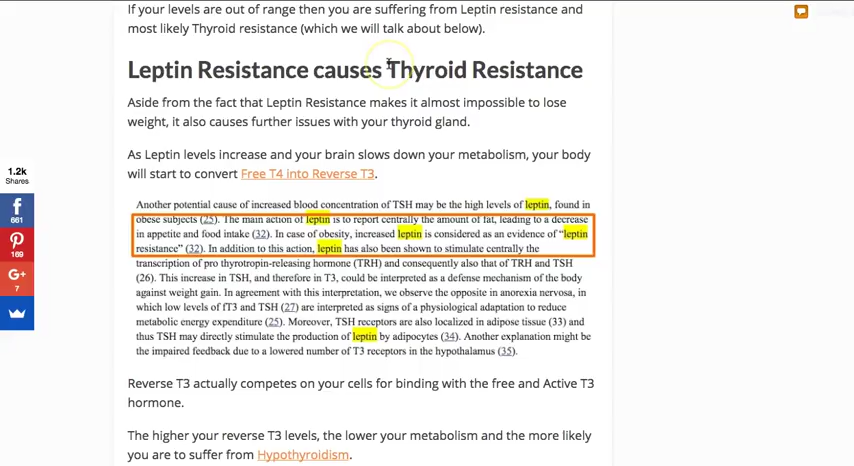 If your levels are out of range then you are suffering from Leptin resistance and
most likely Thyroid resistance (which we will talk about below).
Leptin Resistance causes Thyroid Resistance
Aside from the fact that Leptin Resistance makes it almost impossible to lose
weight, it also causes further issues with your thyroid gland.
As Leptin levels increase and your brain slows down your metabolism, your body
will start to convert Free T4 into Reverse T3.
1.2k
Shares
661
169
G+
7
Another potential cause of increased blood concentration of TSH may be the high levels of leptin, found in
obese subjects (25). The main action of leptin is to report centrally the amount of fat, leading to a decrease
in appetite and food intake (32). In case of obesity, increased leptin is considered as an evidence of “leptin
resistance” (32). In addition to this action, leptin has also been shown to stimulate centrally the
transcription of pro thyrotropin-releasing hormone (TRH) and consequently also that of TRH and TSH
(26). This increase in TSH, and therefore in T3, could be interpreted as a defense mechanism of the body
against weight gain. In agreement with this interpretation, we observe the opposite in anorexia nervosa, in
which low levels of fT3 and TSH (27) are interpreted as signs of a physiological adaptation to reduce
metabolic energy expenditure (25). Moreover, TSH receptors are also localized in adipose tissue (33) and
thus TSH may directly stimulate the production of leptin by adipocytes (34). Another explanation might be
the impaired feedback due to a lowered number of T3 receptors in the hypothalamus (35).
Reverse T3 actually competes on your cells for binding with the free and Active T3
hormone.
The higher your reverse T3 levels, the lower your metabolism and the more likely
you are to suffer from Hypothyroidism.